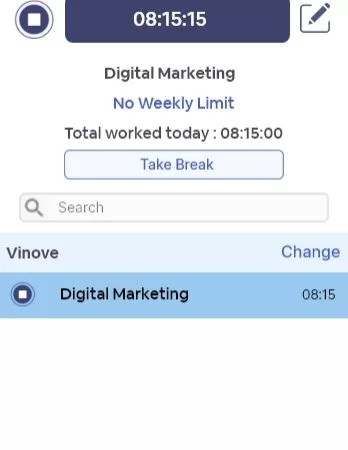 08:15:15
Digital Marketing
No Weekly Limit
Total worked today : 08:15:00
Take Break
Search
Vinove Change
Digital Marketing 08:15